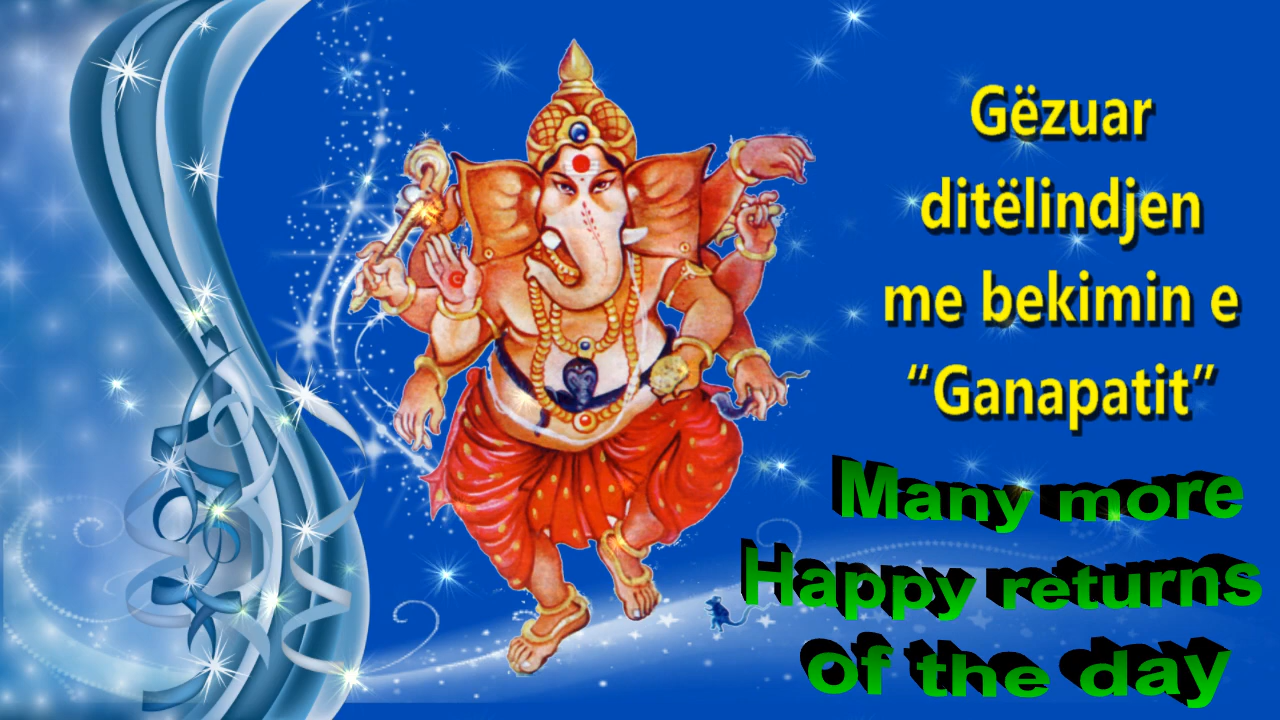 Gëzuar
ditëlindjen
me bekimin e
“Ganapatit”
Many more
Happy returns
of the day